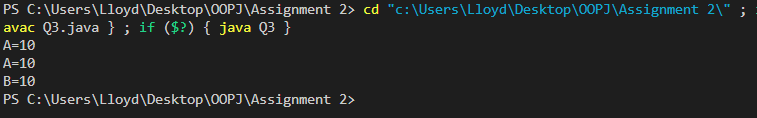 PS C:\Users\Lloyd\Desktop\OOPJ\Assignment 2> cd "c:\Users\Lloyd\Desktop\OOPJ\Assignment 2\" ;
avac Q3.java } ; if ($?) { java Q3 }
A=10
A=10
B=10
PS C:\Users\Lloyd\Desktop\OOPJ\Assignment 2>